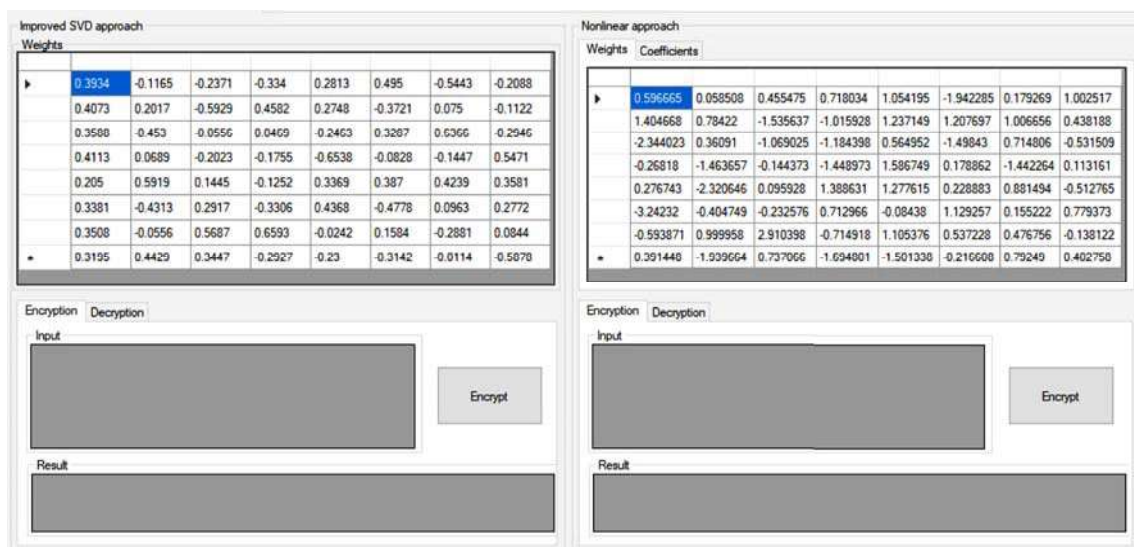 Improved SVD approach
Weights
0.3934 -0.1165 -0.2371 -0.334 0.2813 0.495 -0.5443 -0.2088
0.4073 0.2017 -0.5929 0.4582 0.2748 -0.3721 0.075 -0.1122
0.3588 -0.453 -0.0556 0.0469 -0.2463 0.3287 0.6366 -0.2946
0.4113 0.0689 -0.2023 -0.1755 -0.6538 -0.0828 -0.1447 0.5471
0.205 0.5919 0.1445 -0.1252 0.3369 0.387 0.4239 0.3581
0.3381 -0.4313 0.2917 -0.3306 0.4368 -0.4778 0.0963 0.2772
0.3508 -0.0556 0.5687 0.6593 -0.0242 0.1584 -0.2881 0.0844
0.3195 0.4429 0.3447 -0.2927 -0.23 -0.3142 -0.0114 -0.5878
Encryption Decryption
Input
Encrypt
Result
Nonlinear approach
Weights Coefficients
0.596665 0.058508 0.455475 0.718034 1.054195 -1.942285 0.179269 1.002517
1.404668 0.78422 -1.535637 -1.015928 1.237149 1.207697 1.006656 0.438188
-2.344023 0.36091 -1.069025 -1.184398 0.564952 -1.49843 0.714806 -0.531509
-0.26818 -1.463657 -0.144373 -1.448973 1.586749 0.178862 -1.442264 0.113161
0.276743 -2.320646 0.095928 1.388631 1.277615 0.228883 0.881494 -0.512765
-3.24232 -0.404749 -0.232576 0.712966 -0.08438 1.129257 0.155222 0.779373
-0.593871 0.999958 2.910398 -0.714918 1.105376 0.537228 0.476756 -0.138122
0.391448 -1.939664 0.737066 -1.694801 -1.501338 -0.216608 0.79249 0.402758
Encryption Decryption
Input
Encrypt
Result